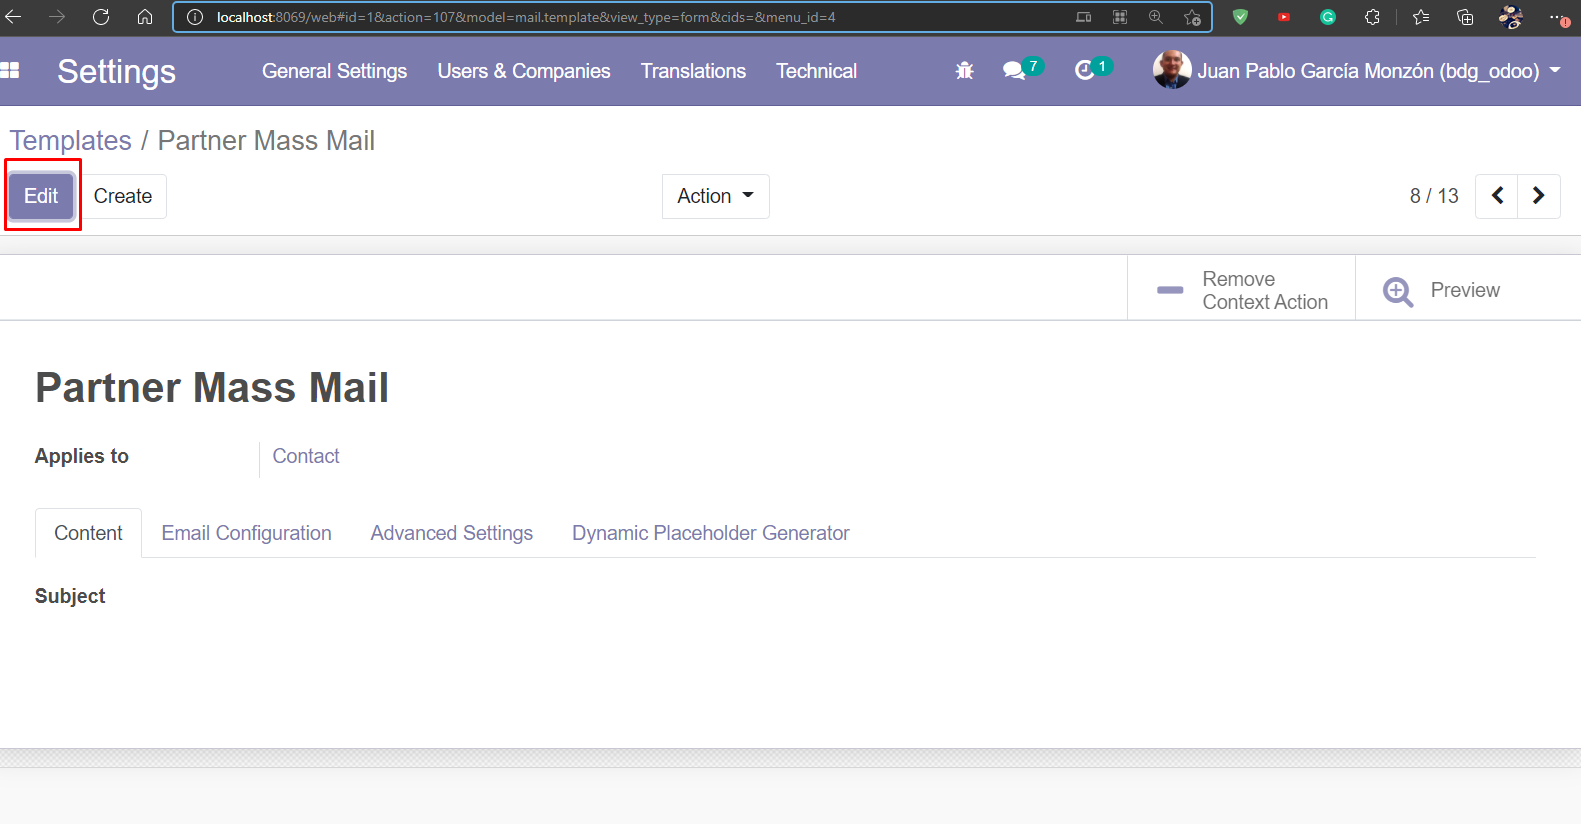 localhost:8069/web#id=1&action=107&model=mail.template&view_type=form&cids=&menu_id=4
Settings General Settings Users & Companies Translations Technical 7 1 Juan Pablo García Monzón (bdg_odoo)
Templates / Partner Mass Mail
Edit Create Action 8 / 13
Remove
Context Action
Preview
Partner Mass Mail
Applies to Contact
Content Email Configuration Advanced Settings Dynamic Placeholder Generator
Subject